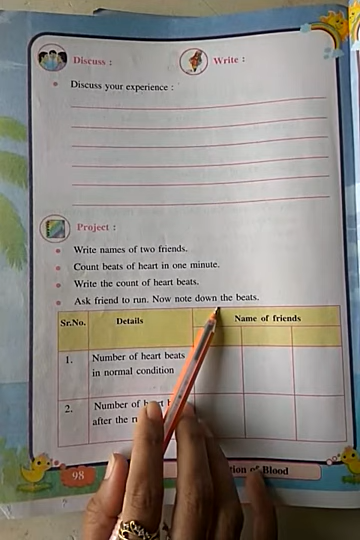 Discuss :
Write :
Discuss your experience :
Project :
Write names of two friends.
Count beats of heart in one minute.
Write the count of heart beats.
Ask friend to run. Now note down the beats.
Sr.No. Details Name of friends
1. Number of heart beats
in normal condition
2. Number of
after the
98
of Blood